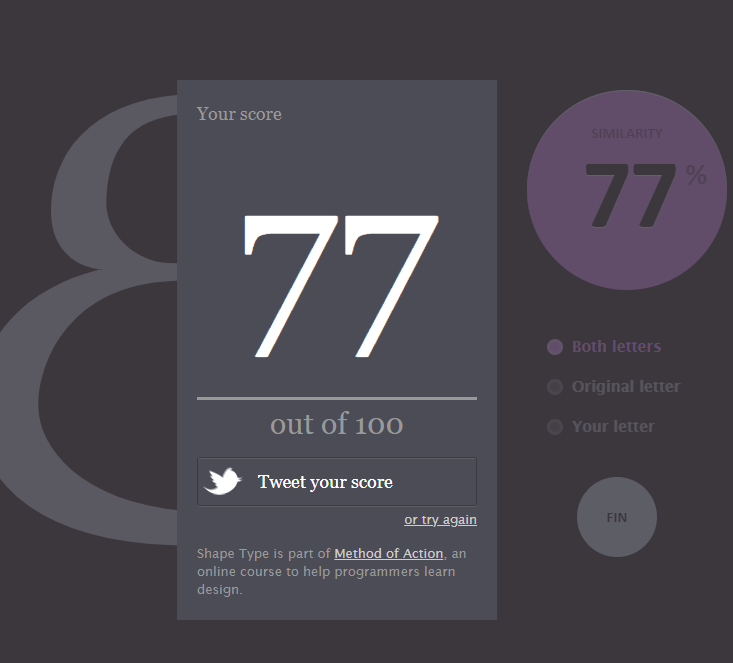 Your score
77
out of 100
Tweet your score
or try again
Shape Type is part of Method of Action, an
online course to help programmers learn
design.
SIMILARITY
77 %
Both letters
Original letter
Your letter
FIN